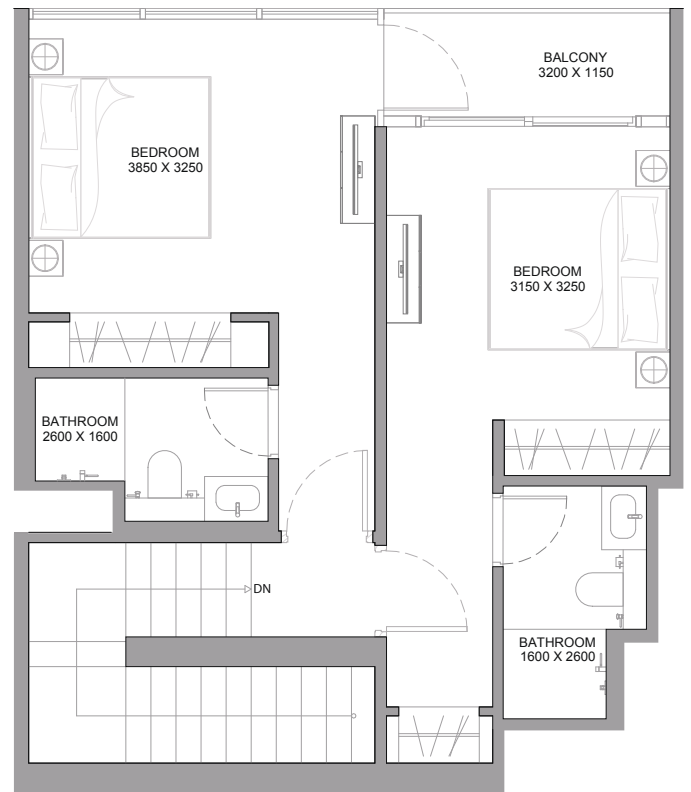 BALCONY
3200 X 1150
BEDROOM
3850 X 3250
BEDROOM
3150 X 3250
BATHROOM
2600 X 1600
DN
BATHROOM
1600 X 2600